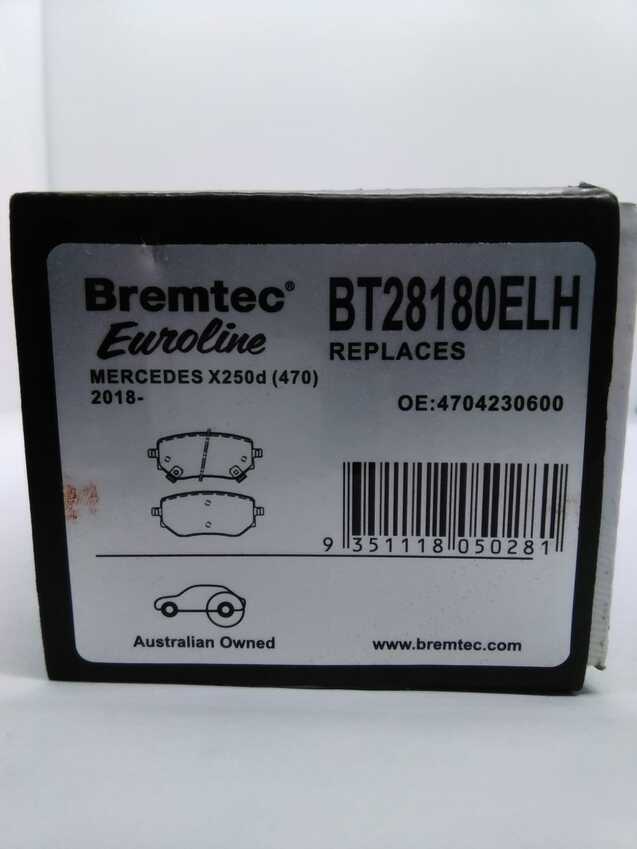 Bremtec®
Euroline
MERCEDES X250d (470)
2018-
BT28180ELH
REPLACES
OE:4704230600
9 351118 050281
Australian Owned
www.bremtec.com